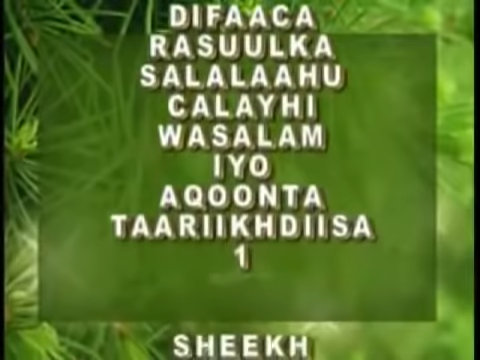 DIFAACA
RASUULKA
SALALAAHU
CALAYHI
WASALAM
IYO
AQOONTA
TAARIIKHDIISA
1
SHEEKH